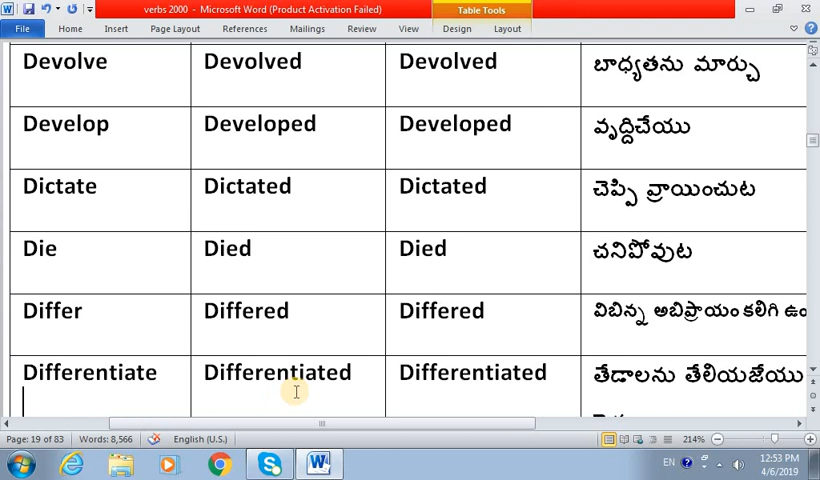 verbs 2000 - Microsoft Word (Product Activation Failed)
Table Tools
File Home Insert Page Layout References Mailings Review View Design Layout
Devolve Devolved Devolved బాధ్యతను మార్చు
Develop Developed Developed వృద్దిచేయు
Dictate Dictated Dictated చెప్పి వ్రాయించుట
Die Died Died చనిపోవుట
Differ Differed Differed విబిన్న అబిప్రాయం కలిగి ఉం
Differentiate Differentiated Differentiated తేడాలను తేలియజేయు
Page: 19 of 83 Words: 8,566 English (U.S.) 214%
EN 12:53 PM
4/6/2019